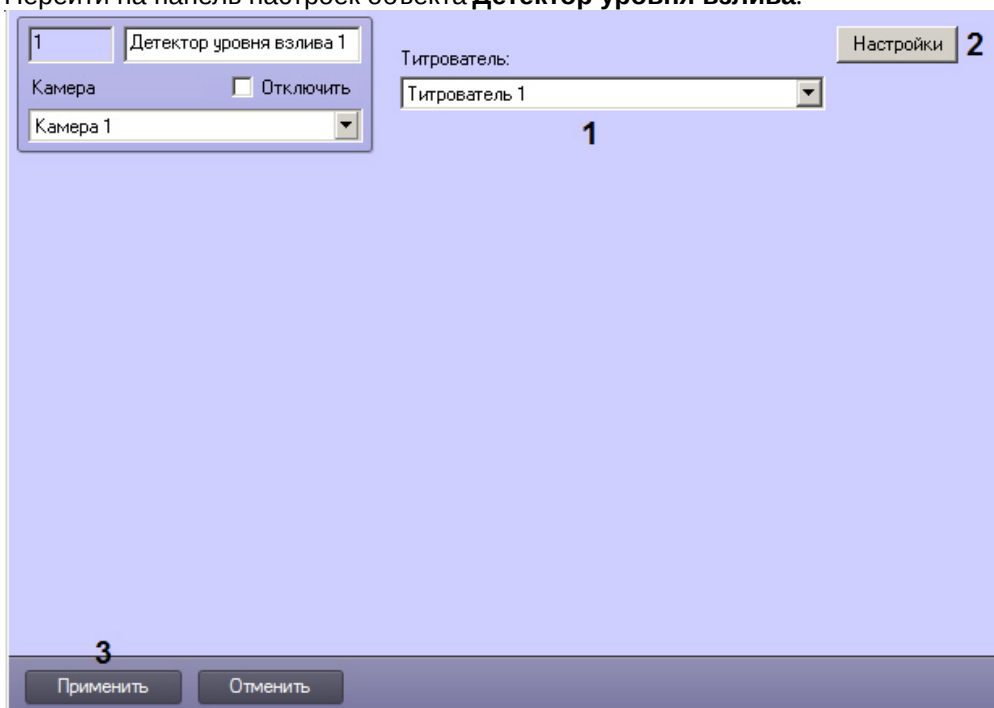 Перейти на панель настроек объекта Детектор уровня взлива.
1 Детектор уровня взлива 1
Камера Отключить
Камера 1
Титрователь:
Титрователь 1
1
Настройки 2
3
Применить Отменить